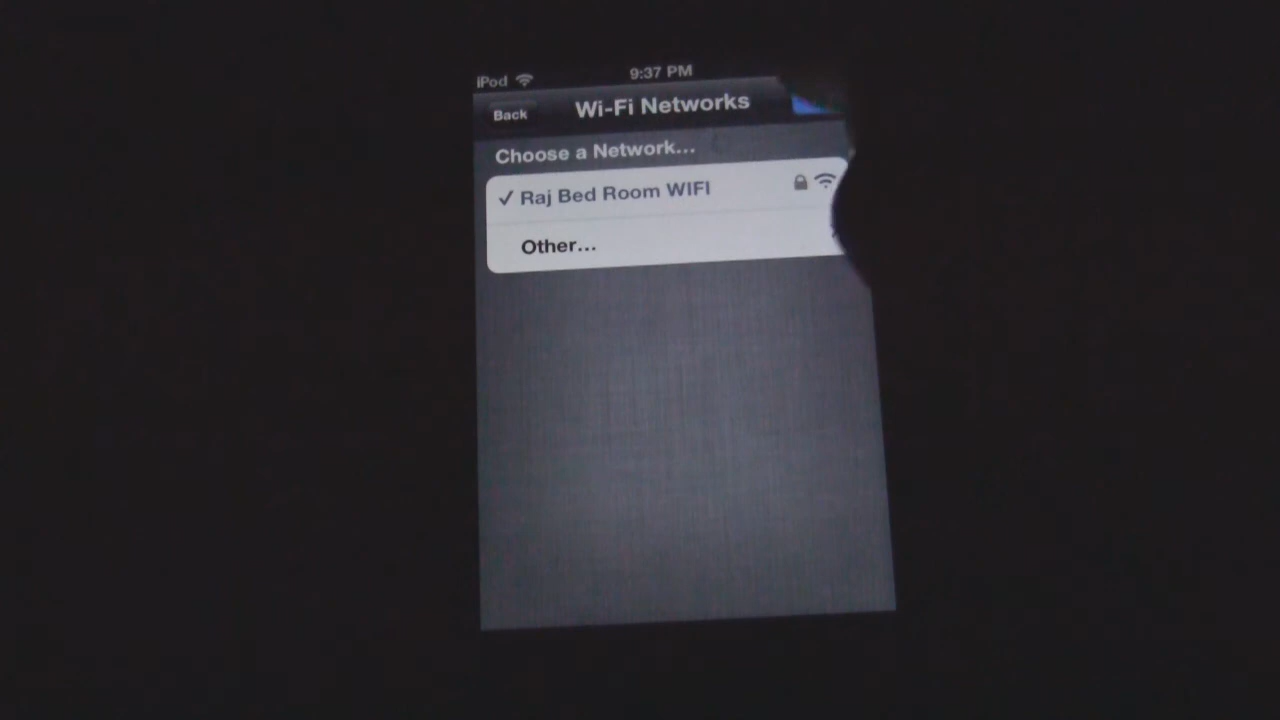 iPod 9:37 PM
Back Wi-Fi Networks
Choose a Network...
✓ Raj Bed Room WIFI
Other...